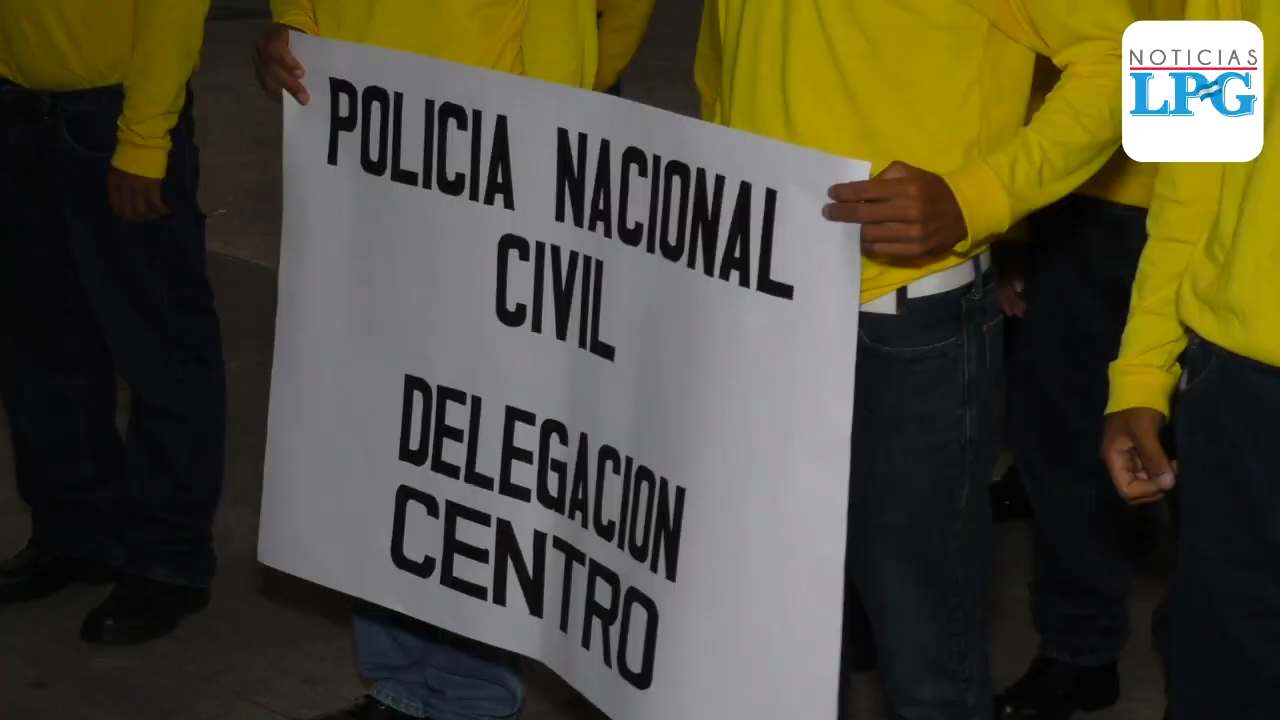 POLICIA NACIONAL
CIVIL
DELEGACION
CENTRO
NOTICIAS
LPG